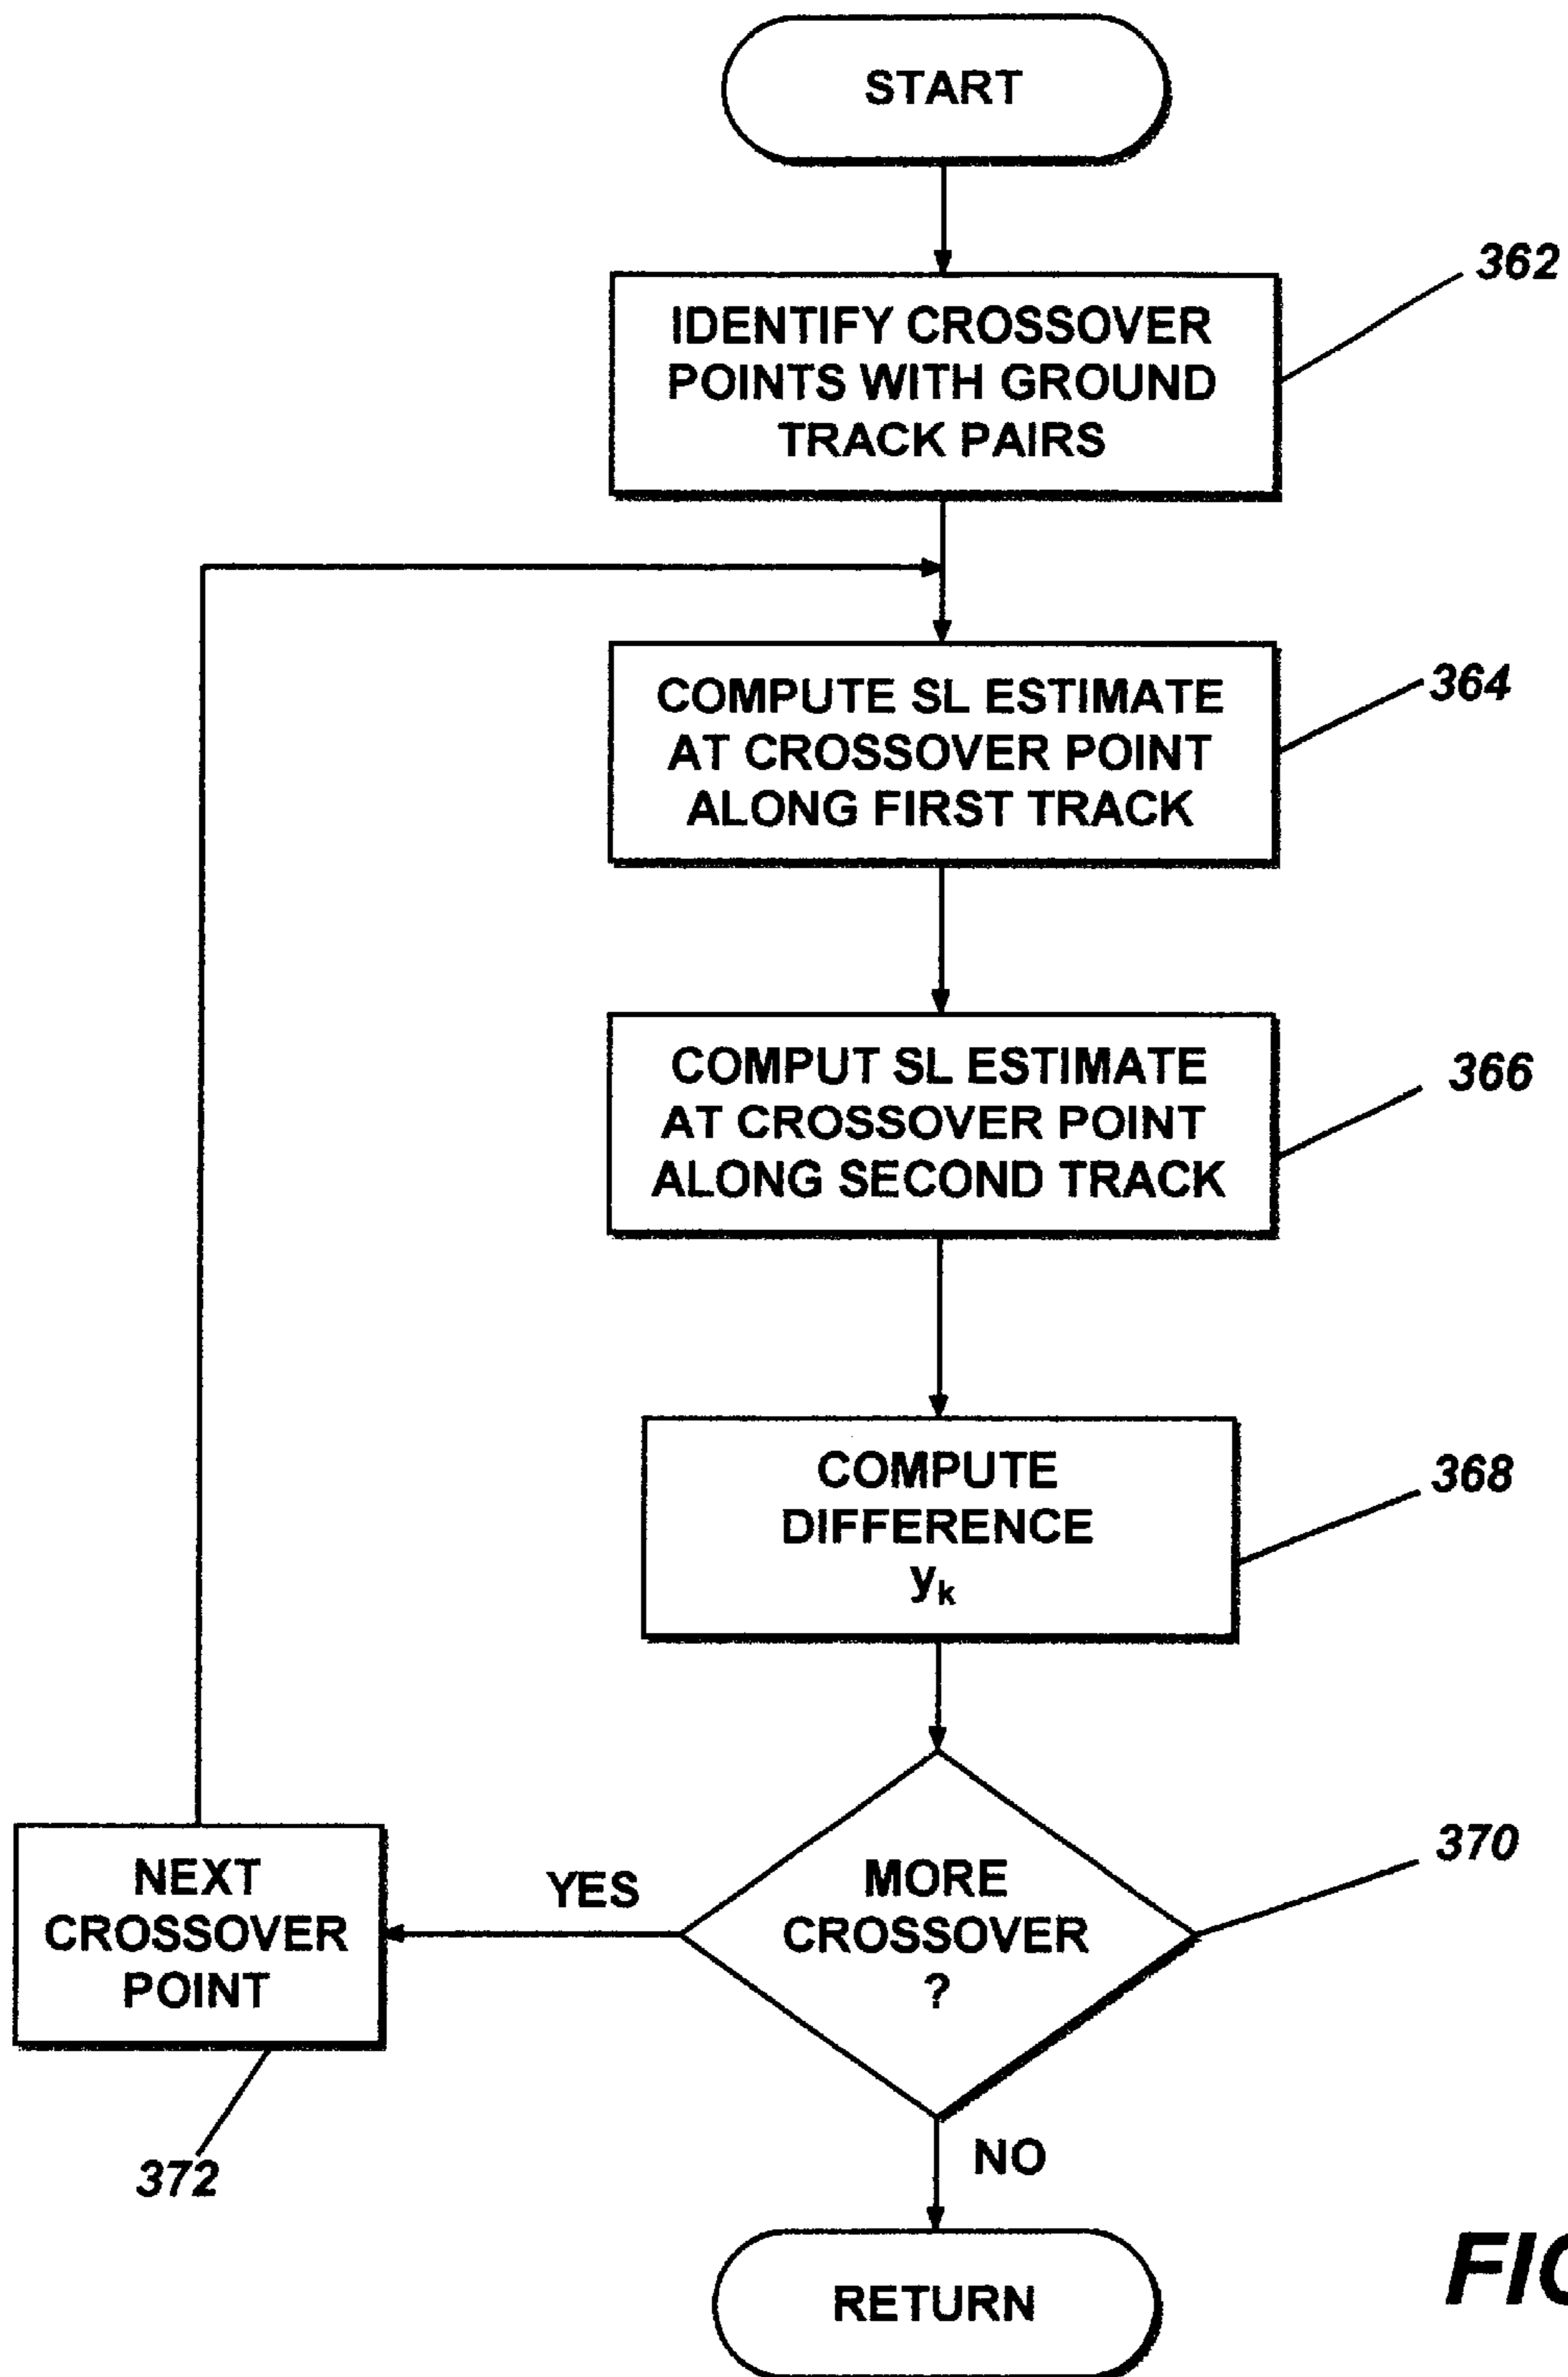 START
IDENTIFY CROSSOVER
POINTS WITH GROUND
TRACK PAIRS
362
COMPUTE SL ESTIMATE
AT CROSSOVER POINT
ALONG FIRST TRACK
364
COMPUT SL ESTIMATE
AT CROSSOVER POINT
ALONG SECOND TRACK
366
COMPUTE
DIFFERENCE
yk
368
MORE
CROSSOVER
?
370
YES
NEXT
CROSSOVER
POINT
372
NO
RETURN